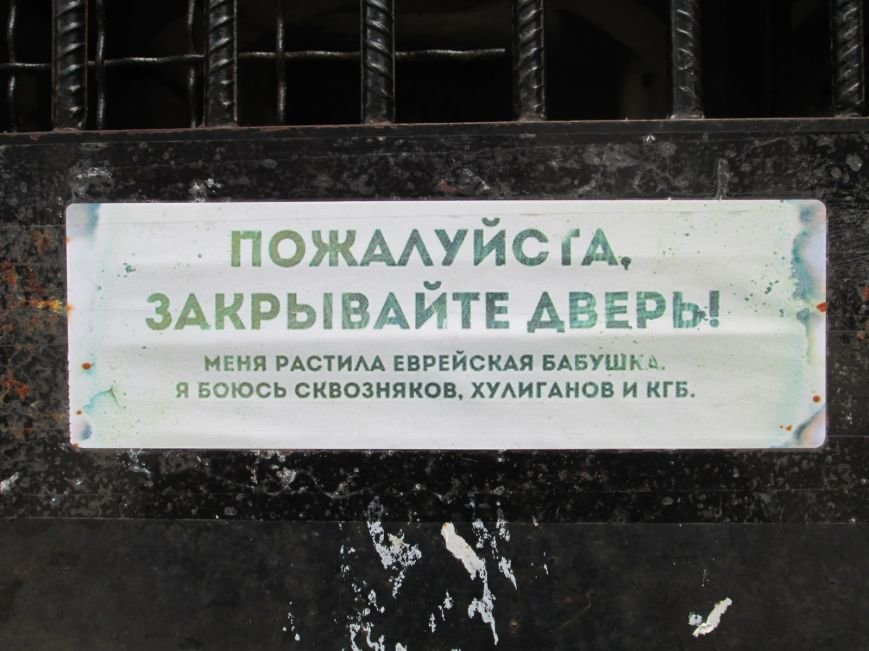 ПОЖАЛУЙСТА,
ЗАКРЫВАЙТЕ ДВЕРЬ!
МЕНЯ РАСТИЛА ЕВРЕЙСКАЯ БАБУШКА.
Я БОЮСЬ СКВОЗНЯКОВ, ХУЛИГАНОВ И КГБ.